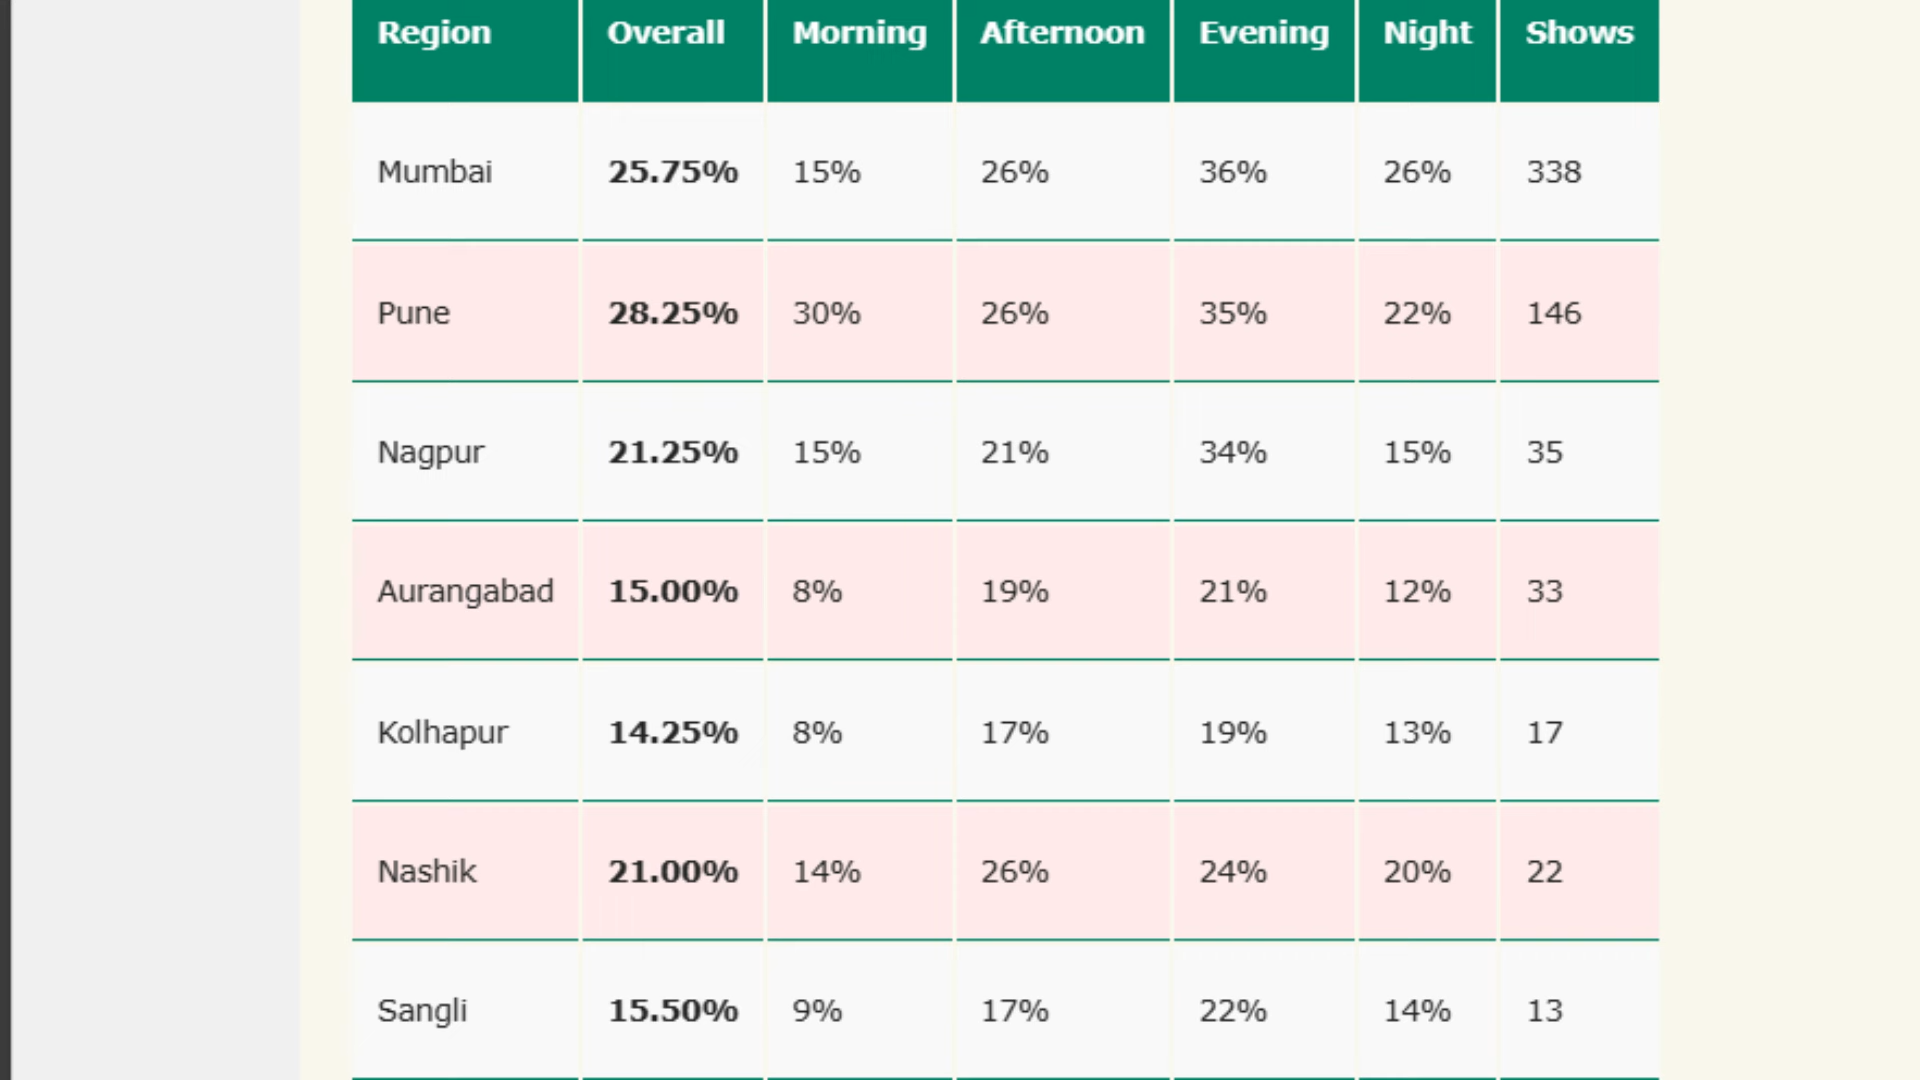 Region Overall Morning Afternoon Evening Night Shows
Mumbai 25.75% 15% 26% 36% 26% 338
Pune 28.25% 30% 26% 35% 22% 146
Nagpur 21.25% 15% 21% 34% 15% 35
Aurangabad 15.00% 8% 19% 21% 12% 33
Kolhapur 14.25% 8% 17% 19% 13% 17
Nashik 21.00% 14% 26% 24% 20% 22
Sangli 15.50% 9% 17% 22% 14% 13